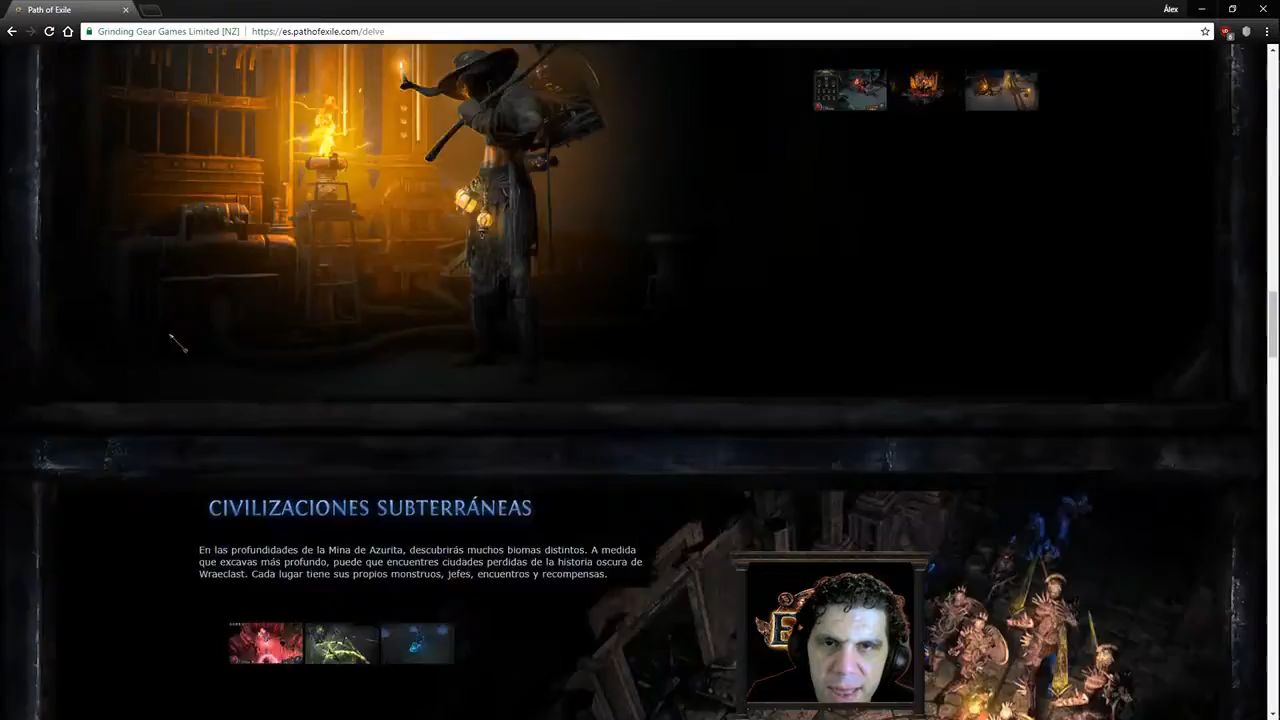 Path of Exile
Álex
Grinding Gear Games Limited [NZ]
https://es.pathofexile.com/delve
CIVILIZACIONES SUBTERRÁNEAS
En las profundidades de la Mina de Azurita, descubrirás muchos biomas distintos. A medida
que excavas más profundo, puede que encuentres ciudades perdidas de la historia oscura de
Wraeclast. Cada lugar tiene sus propios monstruos, jefes, encuentros y recompensas.